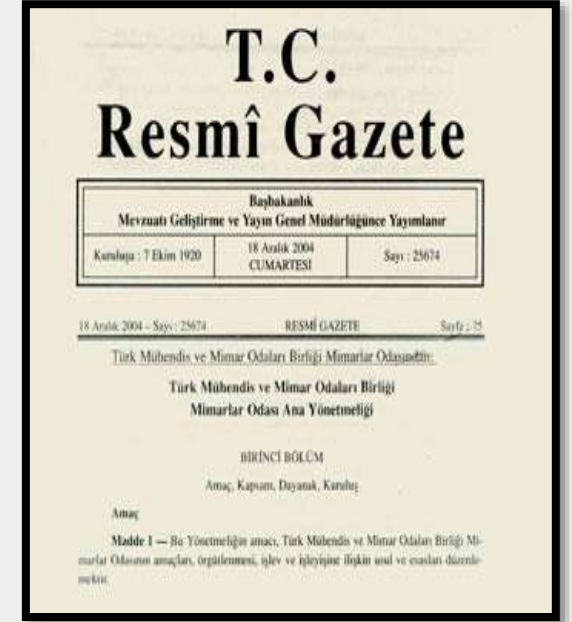 T.C.
Resmî Gazete
Başbakanlık
Mevzuatı Geliştirme ve Yayın Genel Müdürlüğünce Yayımlanır
Kuruluşu : 7 Ekim 1920
18 Aralık 2004
CUMARTESİ
Sayı : 25674
18 Aralık 2004 – Sayı : 25674 RESMÎ GAZETE Sayfa :
Türk Mühendis ve Mimar Odaları Birliği Mimarlar Odasından:
Türk Mühendis ve Mimar Odaları Birliği
Mimarlar Odası Ana Yönetmeliği
BİRİNCİ BÖLÜM
Amaç, Kapsam, Dayanak, Kuruluş
Amaç
Madde 1 — Bu Yönetmeliğin amacı, Türk Mühendis ve Mimar Odaları Birliği Mi-
marlar Odasının amaçları, örgütlenmesi, işlev ve işleyişine ilişkin usul ve esasları düzenle-
mektir.